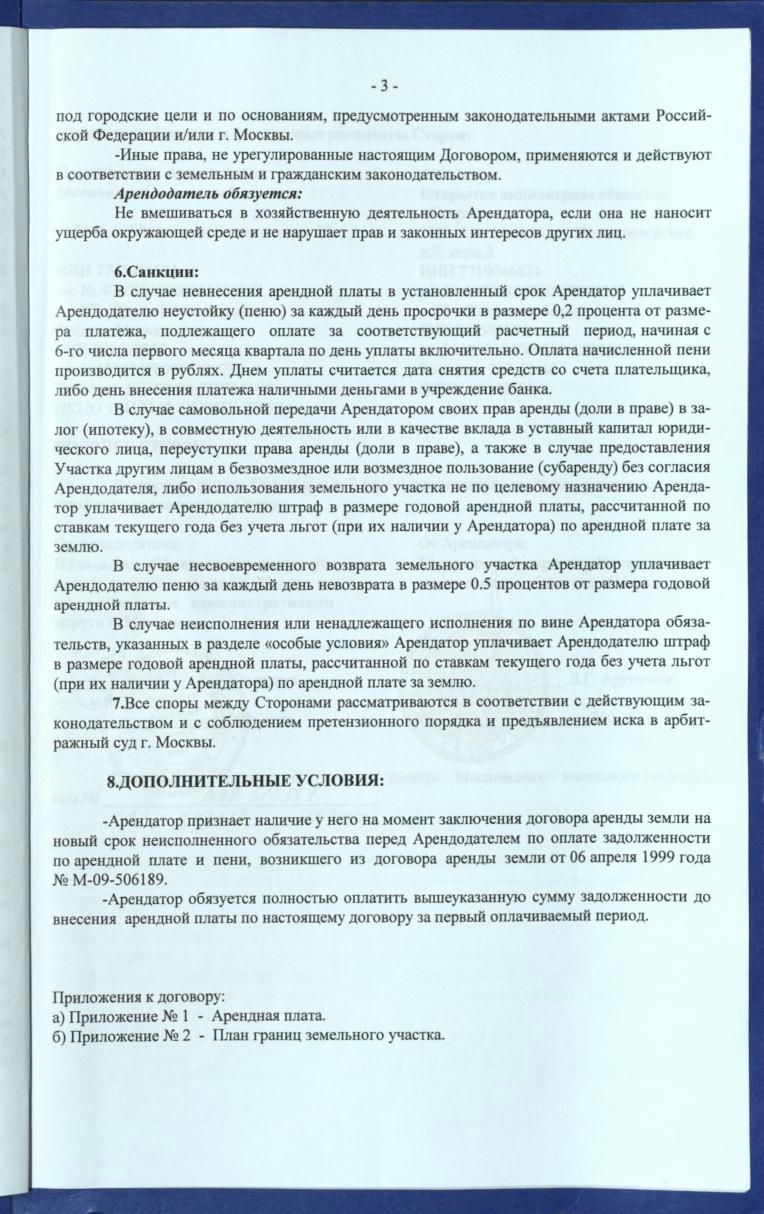 - 3 -
под городские цели и по основаниям, предусмотренным законодательными актами Россий-
ской Федерации и/или г. Москвы.
-Иные права, не урегулированные настоящим Договором, применяются и действуют
в соответствии с земельным и гражданским законодательством.
Арендодатель обязуется:
Не вмешиваться в хозяйственную деятельность Арендатора, если она не наносит
ущерба окружающей среде и не нарушает прав и законных интересов других лиц.
6.Санкции:
В случае невнесения арендной платы в установленный срок Арендатор уплачивает
Арендодателю неустойку (пеню) за каждый день просрочки в размере 0,2 процента от разме-
ра платежа, подлежащего оплате за соответствующий расчетный период, начиная с
6-го числа первого месяца квартала по день уплаты включительно. Оплата начисленной пени
производится в рублях. Днем уплаты считается дата снятия средств со счета плательщика,
либо день внесения платежа наличными деньгами в учреждение банка.
В случае самовольной передачи Арендатором своих прав аренды (доли в праве) в за-
лог (ипотеку), в совместную деятельность или в качестве вклада в уставный капитал юриди-
ческого лица, переуступки права аренды (доли в праве), а также в случае предоставления
Участка другим лицам в безвозмездное или возмездное пользование (субаренду) без согласия
Арендодателя, либо использования земельного участка не по целевому назначению Аренда-
тор уплачивает Арендодателю штраф в размере годовой арендной платы, рассчитанной по
ставкам текущего года без учета льгот (при их наличии у Арендатора) по арендной плате за
землю.
В случае несвоевременного возврата земельного участка Арендатор уплачивает
Арендодателю пеню за каждый день невозврата в размере 0.5 процентов от размера годовой
арендной платы.
В случае неисполнения или ненадлежащего исполнения по вине Арендатора обяза-
тельств, указанных в разделе «особые условия» Арендатор уплачивает Арендодателю штраф
в размере годовой арендной платы, рассчитанной по ставкам текущего года без учета льгот
(при их наличии у Арендатора) по арендной плате за землю.
7.Все споры между Сторонами рассматриваются в соответствии с действующим за-
конодательством и с соблюдением претензионного порядка и предъявлением иска в арбит-
ражный суд г. Москвы.
8.ДОПОЛНИТЕЛЬНЫЕ УСЛОВИЯ:
-Арендатор признает наличие у него на момент заключения договора аренды земли на
новый срок неисполненного обязательства перед Арендодателем по оплате задолженности
по арендной плате и пени, возникшего из договора аренды земли от 06 апреля 1999 года
№ М-09-506189.
-Арендатор обязуется полностью оплатить вышеуказанную сумму задолженности до
внесения арендной платы по настоящему договору за первый оплачиваемый период.
Приложения к договору:
а) Приложение № 1 - Арендная плата.
б) Приложение № 2 - План границ земельного участка.